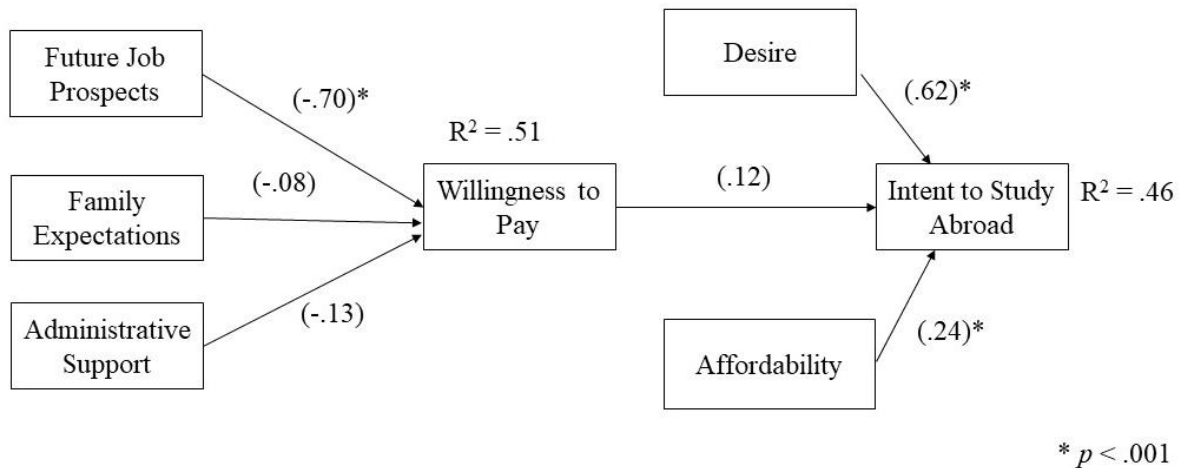 Future Job
Prospects
(-.70)*
Family
Expectations
(-.08)
Administrative
Support
(-.13)
R² = .51
Willingness to
Pay
(.12)
Desire
(.62)*
Intent to Study
Abroad
R² = .46
Affordability
(.24)*
* p < .001